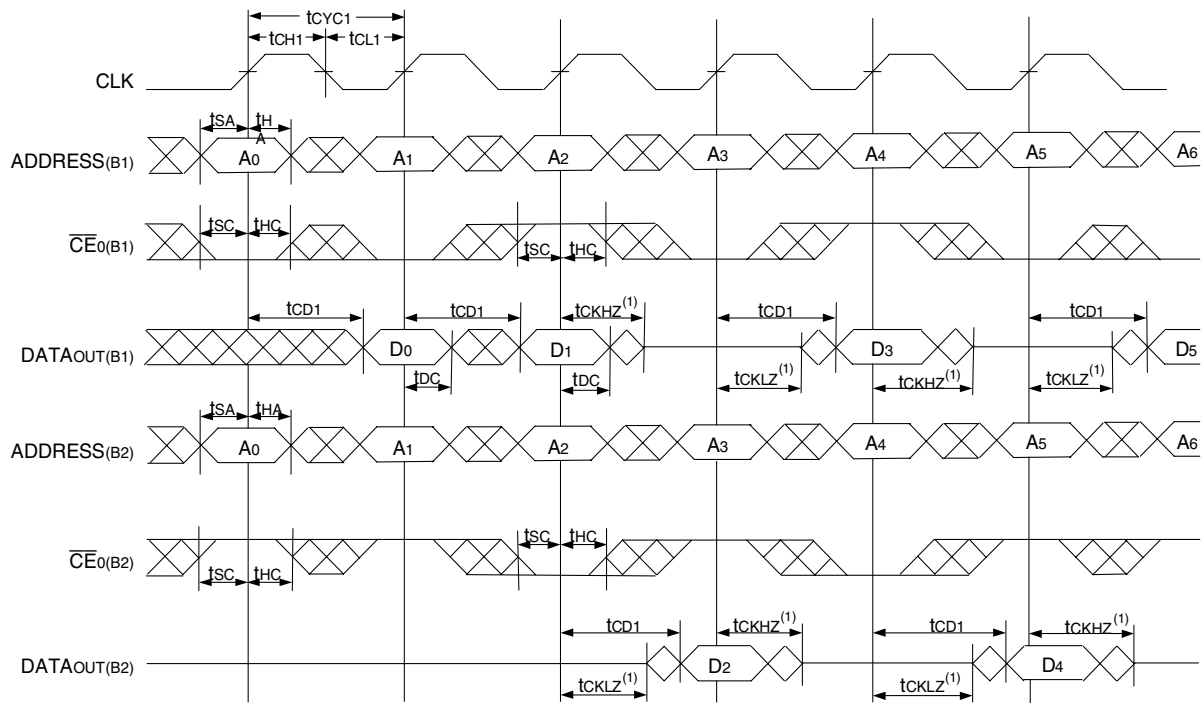 tCYC1
tCH1 tCL1
CLK
tSA tHA
ADDRESS(B1) A0 A1 A2 A3 A4 A5 A6
tSC tHC
CE0(B1)
tSC tHC
tCD1 tCD1 tCKHZ(1) tCD1 tCD1
DATAOUT(B1) D0 D1 D3 D5
tDC tDC tCKLZ(1) tCKHZ(1) tCKLZ(1)
tSA tHA
ADDRESS(B2) A0 A1 A2 A3 A4 A5 A6
tSC tHC
CE0(B2)
tSC tHC
tCD1 tCKHZ(1) tCD1 tCKHZ(1)
DATAOUT(B2) D2 D4
tCKLZ(1) tCKLZ(1)